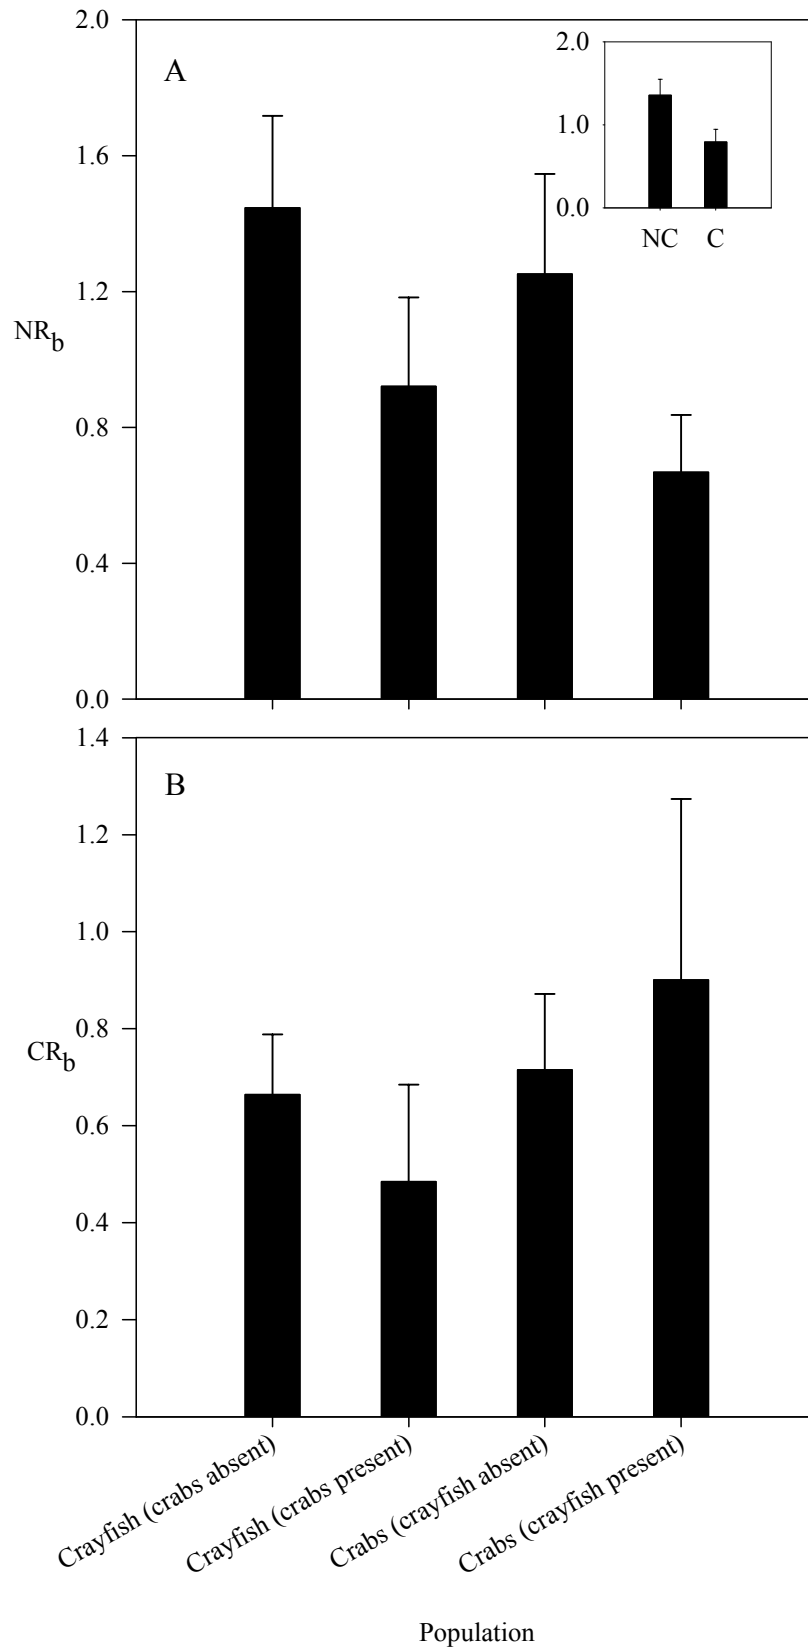 2.0
A
2.0
1.6
1.0
0.0
NC C
1.2
NRb
0.8
0.4
0.0
1.4
B
1.2
1.0
0.8
CRb
0.6
0.4
0.2
0.0
Crayfish (crabs absent)
Crayfish (crabs present)
Crabs (crayfish absent)
Crabs (crayfish present)
Population